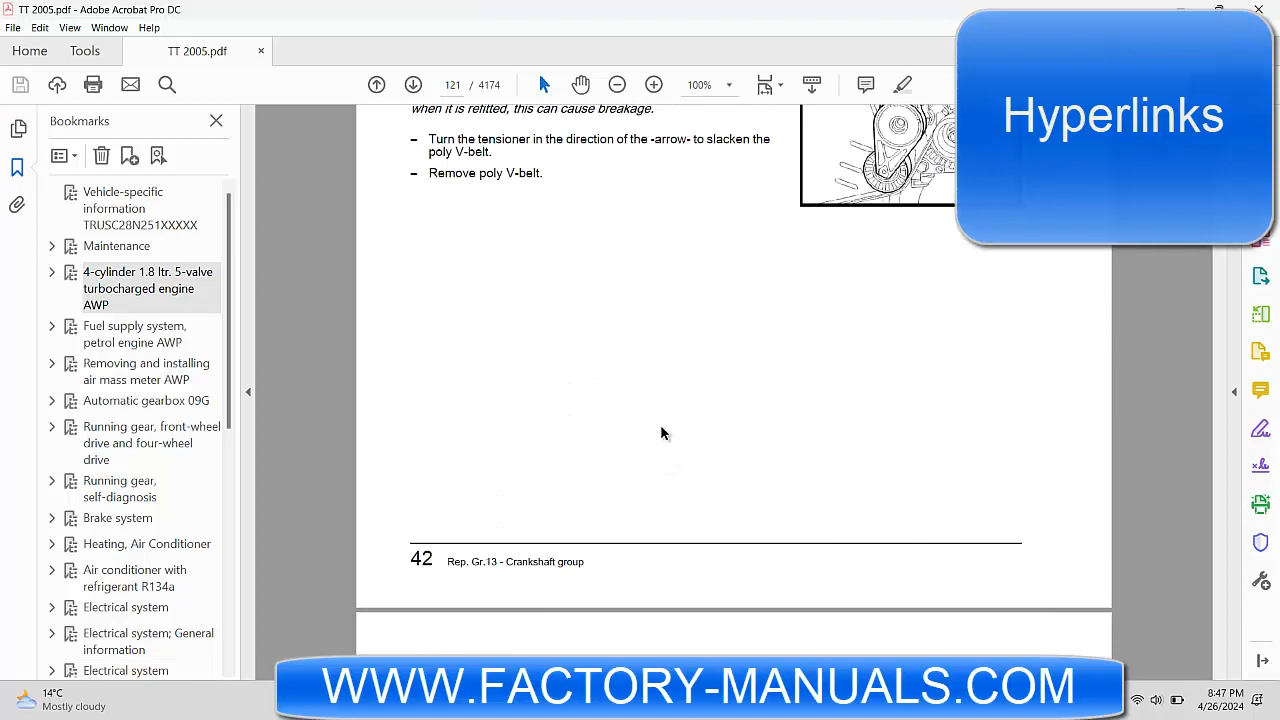 TT 2005.pdf - Adobe Acrobat Pro DC
File Edit View Window Help
Home Tools TT 2005.pdf ×
121 / 4174 100%
Hyperlinks
Bookmarks
Vehicle-specific
information
TRUSC28N251XXXXX
Maintenance
4-cylinder 1.8 ltr. 5-valve
turbocharged engine
AWP
Fuel supply system,
petrol engine AWP
Removing and installing
air mass meter AWP
Automatic gearbox 09G
Running gear, front-wheel
drive and four-wheel
drive
Running gear,
self-diagnosis
Brake system
Heating, Air Conditioner
Air conditioner with
refrigerant R134a
Electrical system
Electrical system; General
information
Electrical system
when it is refitted, this can cause breakage.
– Turn the tensioner in the direction of the -arrow- to slacken the
poly V-belt.
– Remove poly V-belt.
42 Rep. Gr.13 - Crankshaft group
WWW.FACTORY-MANUALS.COM
14°C
Mostly cloudy
8:47 PM
4/26/2024